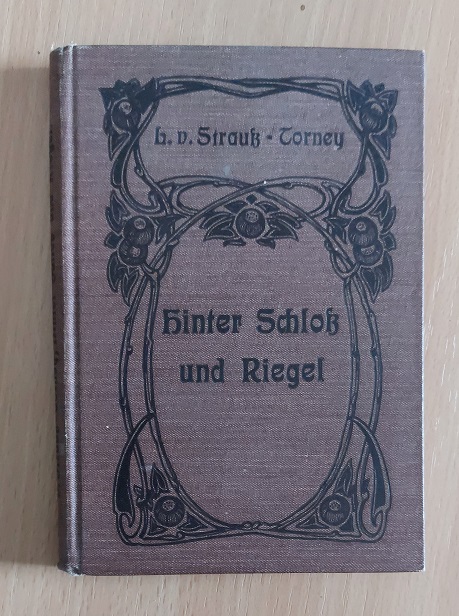 L. v. Strauß-Torney
Hinter Schloß
und Riegel